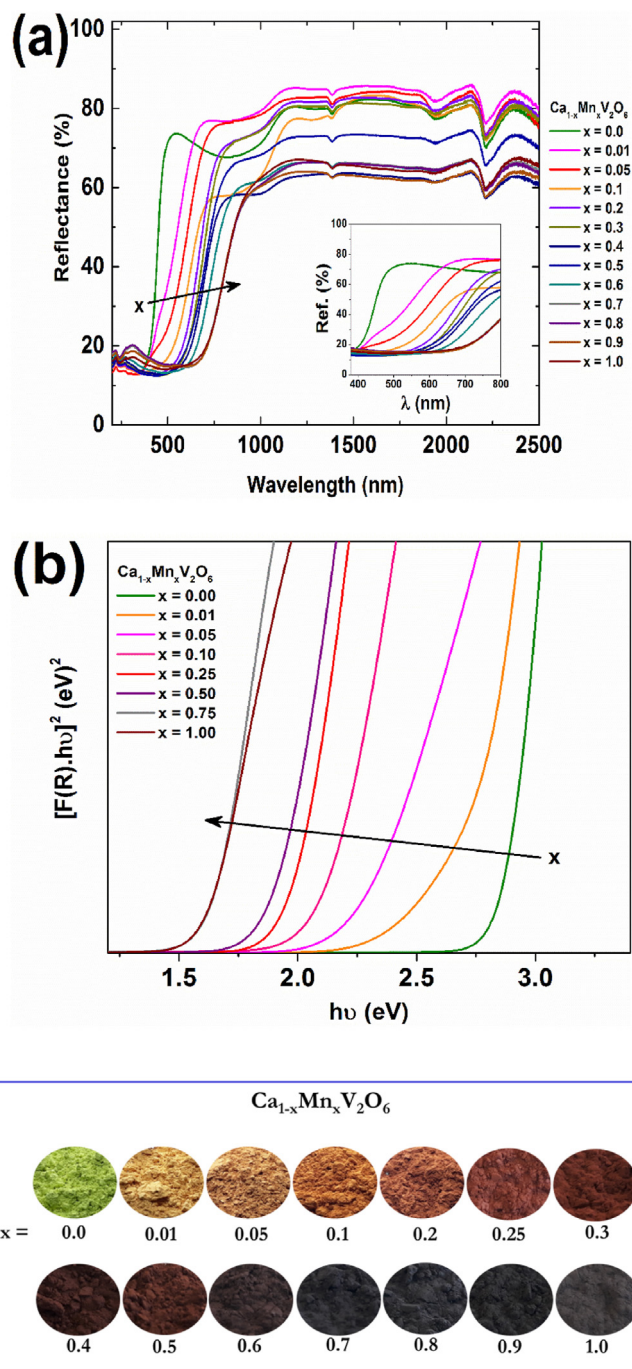 (a)
100
80
60
40
20
0
Reflectance (%)
500
1000
1500
2000
2500
Wavelength (nm)
x
80
60
40
20
0
Ref. (%)
400
500
600
700
800
λ (nm)
Ca1-xMnxV2O6
x = 0.0
x = 0.01
x = 0.05
x = 0.1
x = 0.2
x = 0.3
x = 0.4
x = 0.5
x = 0.6
x = 0.7
x = 0.8
x = 0.9
x = 1.0
(b)
Ca1-xMnxV2O6
x = 0.00
x = 0.01
x = 0.05
x = 0.10
x = 0.25
x = 0.50
x = 0.75
x = 1.00
[F(R).hυ]² (eV)²
x
1.5
2.0
2.5
3.0
hυ (eV)
Ca1-xMnxV2O6
x = 0.0 0.01 0.05 0.1 0.2 0.25 0.3
0.4 0.5 0.6 0.7 0.8 0.9 1.0